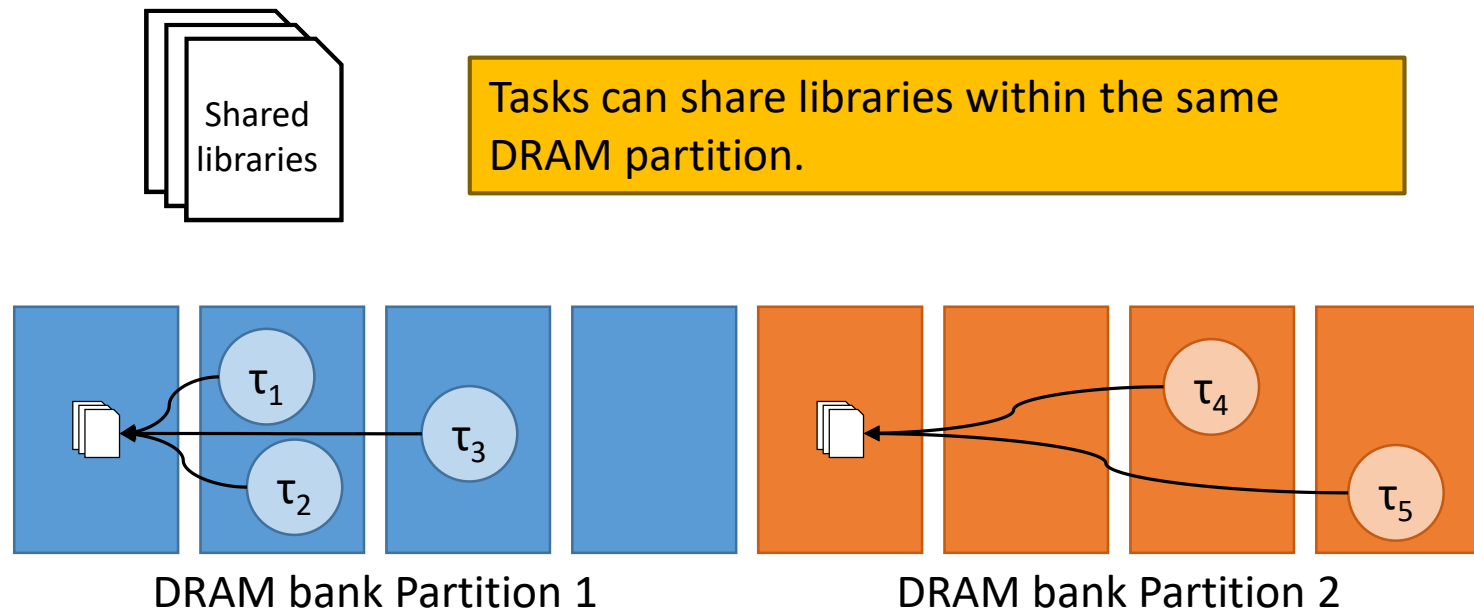 Shared
libraries
Tasks can share libraries within the same
DRAM partition.
τ₁
τ₂
τ₃
τ₄
τ₅
DRAM bank Partition 1
DRAM bank Partition 2